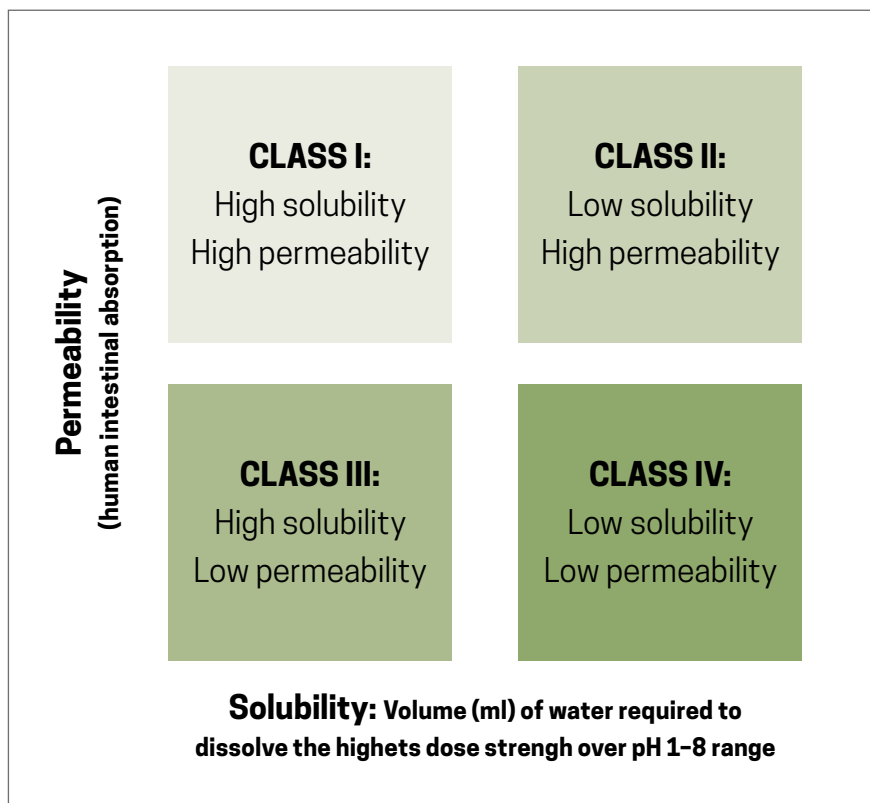 CLASS I:
High solubility
High permeability
CLASS II:
Low solubility
High permeability
Permeability
(human intestinal absorption)
CLASS III:
High solubility
Low permeability
CLASS IV:
Low solubility
Low permeability
Solubility: Volume (ml) of water required to
dissolve the highets dose strengh over pH 1–8 range